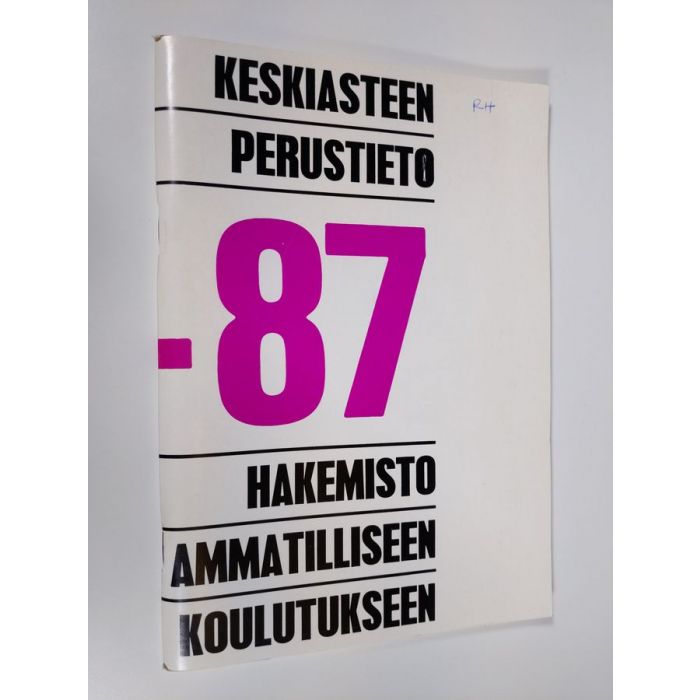 KESKIASTEEN
PERUSTIETO
-87
HAKEMISTO
AMMATILLISEEN
KOULUTUKSEEN